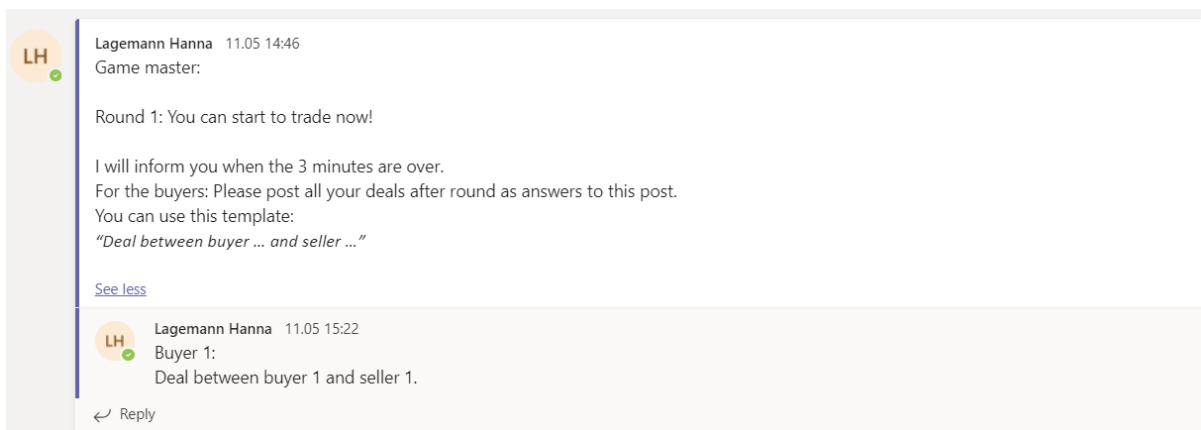 LH
Lagemann Hanna 11.05 14:46
Game master:
Round 1: You can start to trade now!
I will inform you when the 3 minutes are over.
For the buyers: Please post all your deals after round as answers to this post.
You can use this template:
“Deal between buyer ... and seller ...”
See less
LH
Lagemann Hanna 11.05 15:22
Buyer 1:
Deal between buyer 1 and seller 1.
Reply